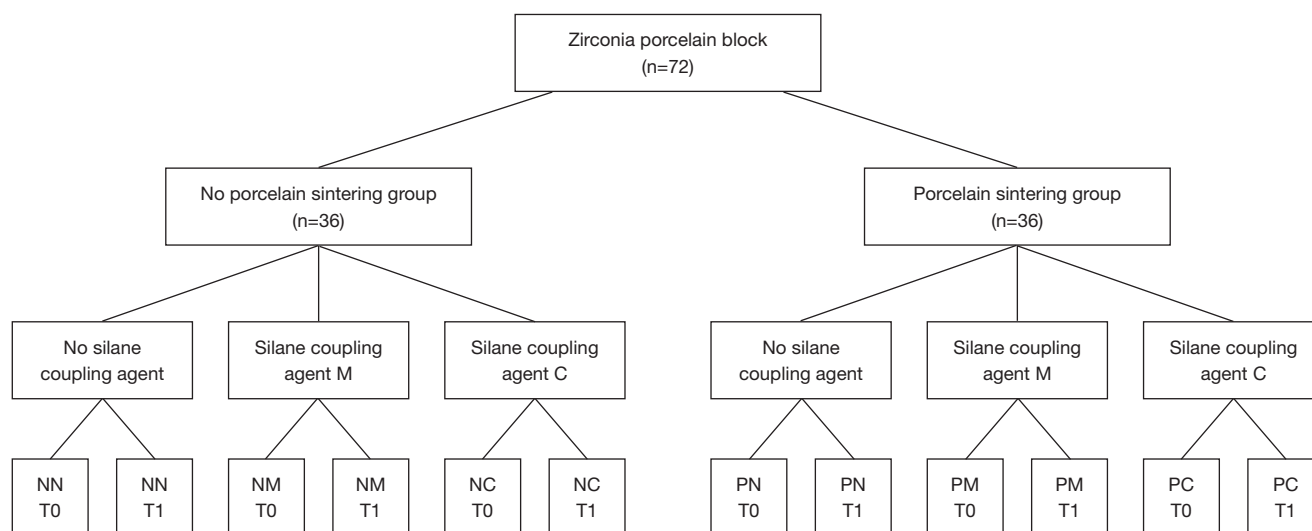 Zirconia porcelain block
(n=72)
No porcelain sintering group
(n=36)
Porcelain sintering group
(n=36)
No silane
coupling agent
Silane coupling
agent M
Silane coupling
agent C
No silane
coupling agent
Silane coupling
agent M
Silane coupling
agent C
NN
T0
NN
T1
NM
T0
NM
T1
NC
T0
NC
T1
PN
T0
PN
T1
PM
T0
PM
T1
PC
T0
PC
T1